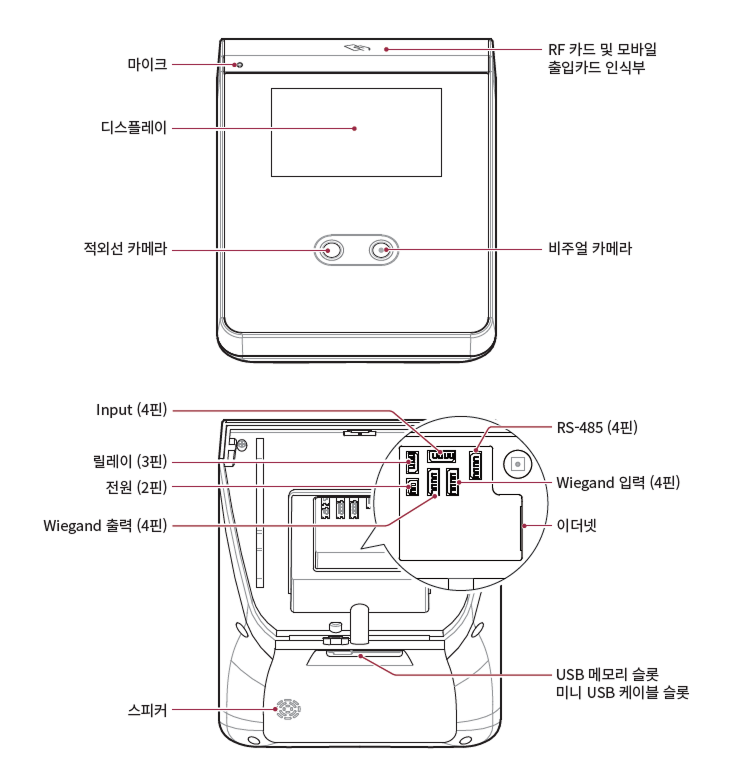 RF 카드 및 모바일
출입카드 인식부
마이크
디스플레이
적외선 카메라
비주얼 카메라
Input (4핀)
RS-485 (4핀)
릴레이 (3핀)
전원 (2핀)
Wiegand 입력 (4핀)
Wiegand 출력 (4핀)
이더넷
USB 메모리 슬롯
미니 USB 케이블 슬롯
스피커